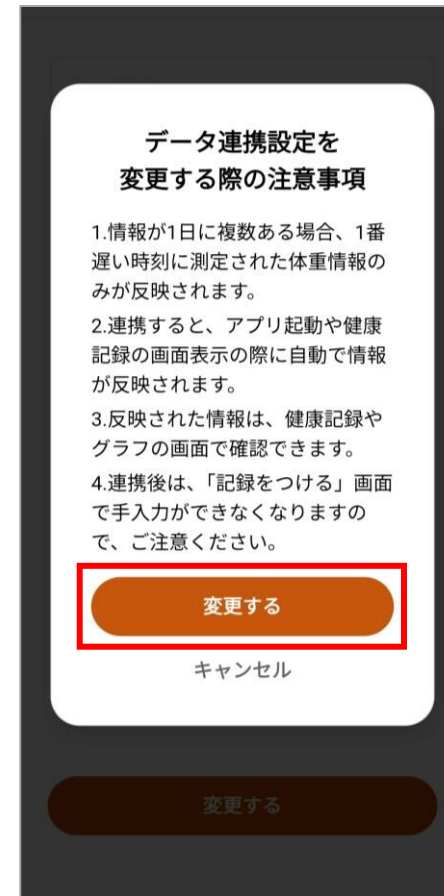 データ連携設定を
変更する際の注意事項
1.情報が1日に複数ある場合、1番
遅い時刻に測定された体重情報の
みが反映されます。
2.連携すると、アプリ起動や健康
記録の画面表示の際に自動で情報
が反映されます。
3.反映された情報は、健康記録や
グラフの画面で確認できます。
4.連携後は、「記録をつける」画面
で手入力ができなくなりますの
で、ご注意ください。
変更する
キャンセル
変更する